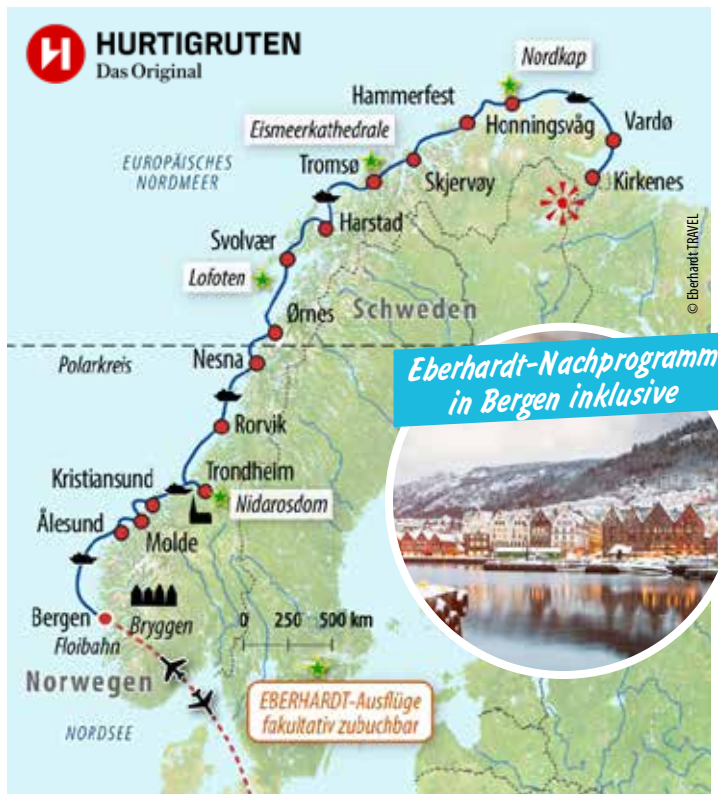 HURTIGRUTEN
Das Original
Nordkap
Hammerfest
Honningsvåg
Vardø
Eismeerkathedrale
EUROPÄISCHES
NORDMEER
Tromsø
Skjervøy
Kirkenes
Harstad
Svolvær
Lofoten
© Eberhardt TRAVEL
Ørnes
Schweden
Polarkreis
Nesna
Eberhardt-Nachprogramm
in Bergen inklusive
Rorvik
Kristiansund
Trondheim
Nidarosdom
Ålesund
Molde
Bergen
Bryggen
Floibahn
0 250 500 km
Norwegen
EBERHARDT-Ausflüge
fakultativ zubuchbar
NORDSEE